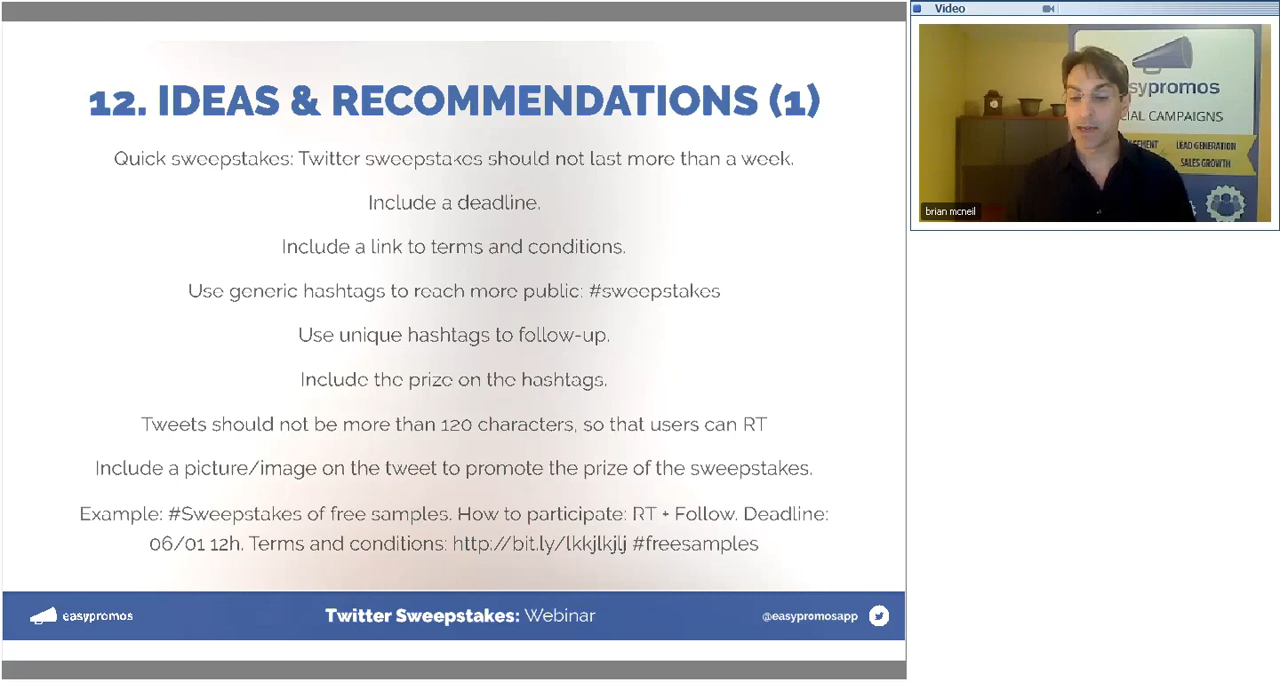 12. IDEAS & RECOMMENDATIONS (1)
Quick sweepstakes: Twitter sweepstakes should not last more than a week.
Include a deadline.
Include a link to terms and conditions.
Use generic hashtags to reach more public: #sweepstakes
Use unique hashtags to follow-up.
Include the prize on the hashtags.
Tweets should not be more than 120 characters, so that users can RT
Include a picture/image on the tweet to promote the prize of the sweepstakes.
Example: #Sweepstakes of free samples. How to participate: RT + Follow. Deadline:
06/01 12h. Terms and conditions: http://bit.ly/lkkjlkjlj #freesamples
easypromos
Twitter Sweepstakes: Webinar
@easypromosapp
Video
sypromos
CIAL CAMPAIGNS
EMENT
LEAD GENERATION
SALES GROWTH
brian mcneil